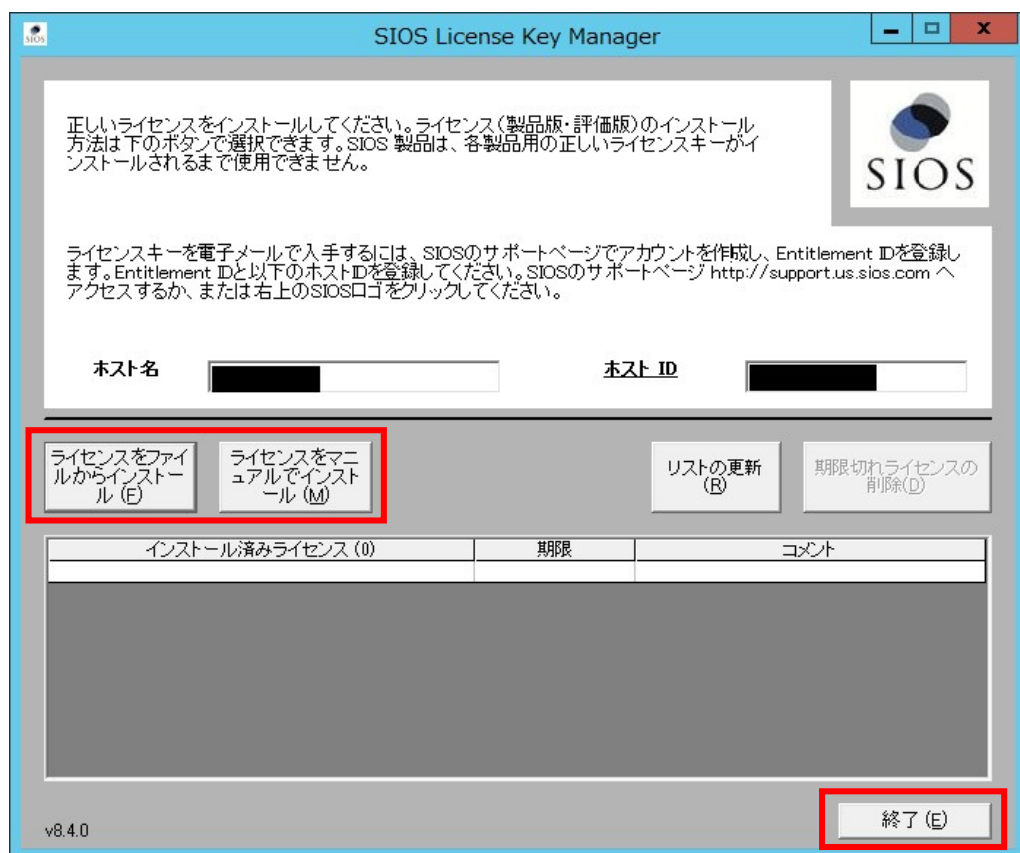 SIOS
SIOS License Key Manager
正しいライセンスをインストールしてください。ライセンス(製品版・評価版)のインストール
方法は下のボタンで選択できます。SIOS 製品は、各製品用の正しいライセンスキーがイ
ンストールされるまで使用できません。
SIOS
ライセンスキーを電子メールで入手するには、SIOSのサポートページでアカウントを作成し、Entitlement IDを登録し
ます。Entitlement IDと以下のホストIDを登録してください。SIOSのサポートページ http://support.us.sios.com へ
アクセスするか、または右上のSIOSロゴをクリックしてください。
ホスト名
ホスト ID
ライセンスをファイ
ルからインストー
ル (F)
ライセンスをマニ
ュアルでインスト
ール (M)
リストの更新
(R)
期限切れライセンスの
削除(D)
インストール済みライセンス (0)
期限
コメント
v8.4.0
終了 (E)